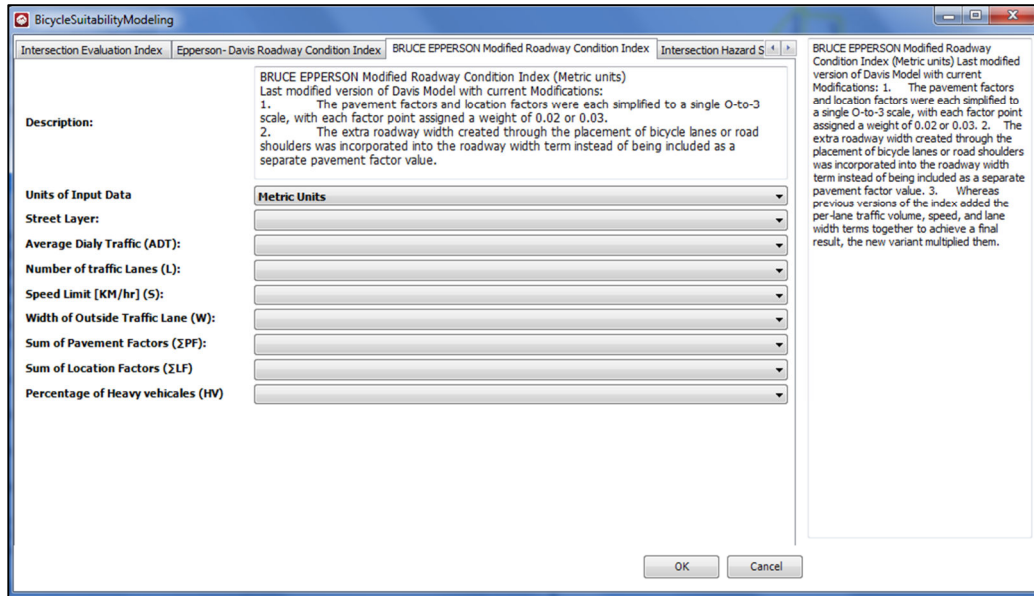 BicycleSuitabilityModeling
Intersection Evaluation Index
Epperson-Davis Roadway Condition Index
BRUCE EPPERSON Modified Roadway Condition Index
Intersection Hazard S
Description:
BRUCE EPPERSON Modified Roadway Condition Index (Metric units)
Last modified version of Davis Model with current Modifications:
1. The pavement factors and location factors were each simplified to a single O-to-3
scale, with each factor point assigned a weight of 0.02 or 0.03.
2. The extra roadway width created through the placement of bicycle lanes or road
shoulders was incorporated into the roadway width term instead of being included as a
separate pavement factor value.
Units of Input Data
Metric Units
Street Layer:
Average Dialy Traffic (ADT):
Number of traffic Lanes (L):
Speed Limit [KM/hr] (S):
Width of Outside Traffic Lane (W):
Sum of Pavement Factors (ΣPF):
Sum of Location Factors (ΣLF)
Percentage of Heavy vehicales (HV)
OK
Cancel
BRUCE EPPERSON Modified Roadway
Condition Index (Metric units) Last modified
version of Davis Model with current
Modifications: 1. The pavement factors
and location factors were each simplified to
a single O-to-3 scale, with each factor point
assigned a weight of 0.02 or 0.03. 2. The
extra roadway width created through the
placement of bicycle lanes or road shoulders
was incorporated into the roadway width
term instead of being included as a separate
pavement factor value. 3. Whereas
previous versions of the index added the
per-lane traffic volume, speed, and lane
width terms together to achieve a final
result, the new variant multiplied them.